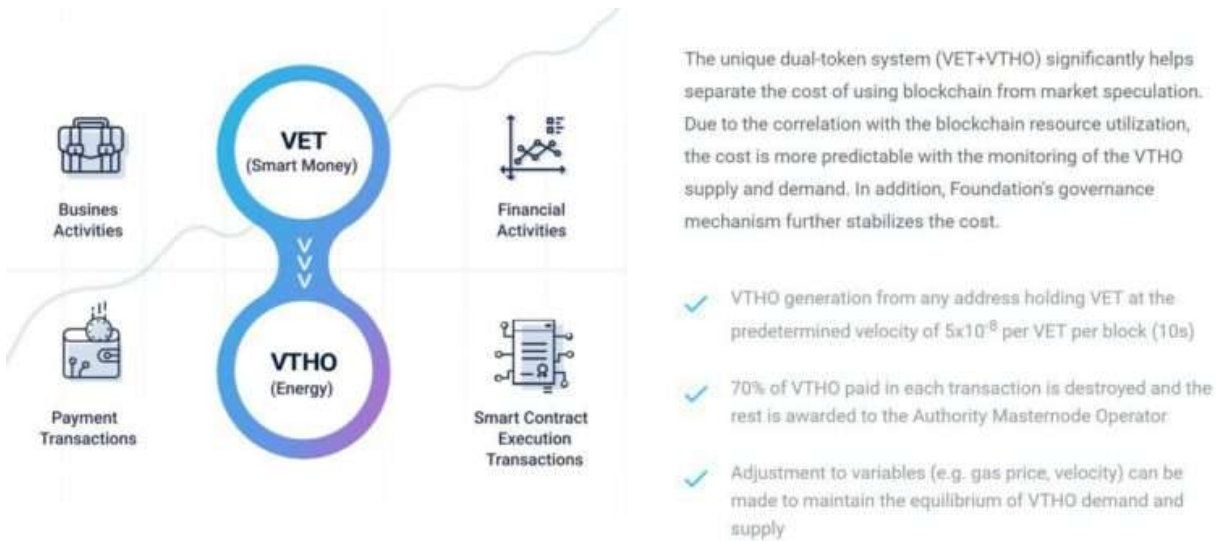 VET
(Smart Money)
Busines
Activities
Financial
Activities
VTHO
(Energy)
Payment
Transactions
Smart Contract
Execution
Transactions
The unique dual-token system (VET+VTHO) significantly helps
separate the cost of using blockchain from market speculation.
Due to the correlation with the blockchain resource utilization,
the cost is more predictable with the monitoring of the VTHO
supply and demand. In addition, Foundation's governance
mechanism further stabilizes the cost.
VTHO generation from any address holding VET at the
predetermined velocity of 5x10⁻⁸ per VET per block (10s)
70% of VTHO paid in each transaction is destroyed and the
rest is awarded to the Authority Masternode Operator
Adjustment to variables (e.g. gas price, velocity) can be
made to maintain the equilibrium of VTHO demand and
supply